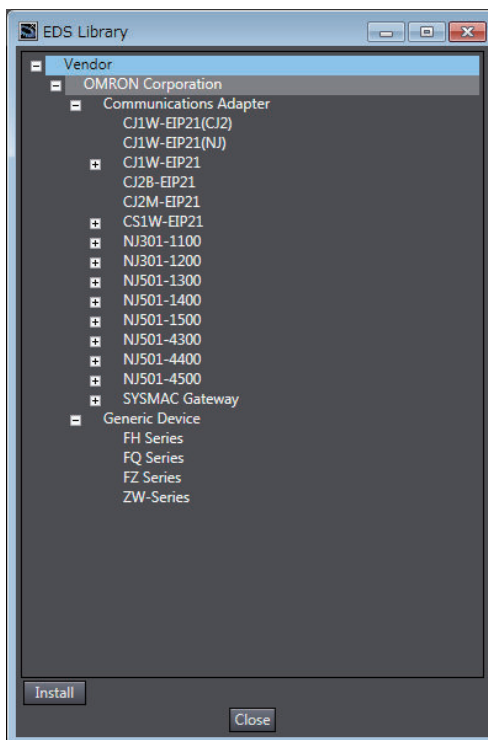 EDS Library
Vendor
OMRON Corporation
Communications Adapter
CJ1W-EIP21(CJ2)
CJ1W-EIP21(NJ)
CJ1W-EIP21
CJ2B-EIP21
CJ2M-EIP21
CS1W-EIP21
NJ301-1100
NJ301-1200
NJ501-1300
NJ501-1400
NJ501-1500
NJ501-4300
NJ501-4400
NJ501-4500
SYSMAC Gateway
Generic Device
FH Series
FQ Series
FZ Series
ZW-Series
Install
Close